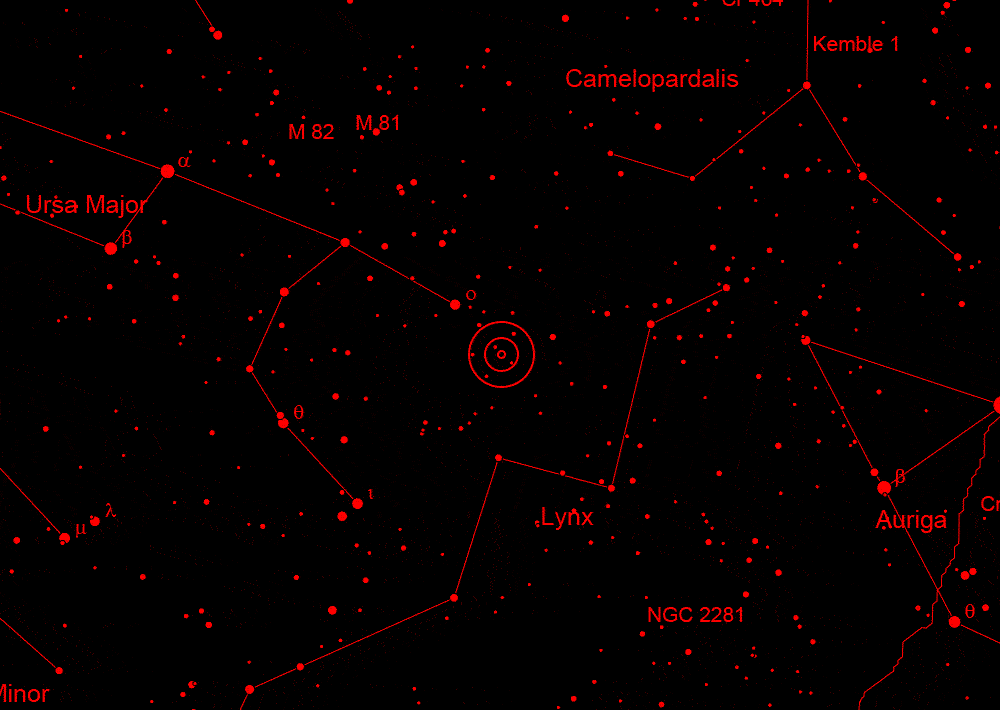 Kemble 1
Camelopardalis
M 82
M 81
α
Ursa Major
β
ο
θ
ι
β
Lynx
Auriga
λ
μ
NGC 2281
θ
Minor